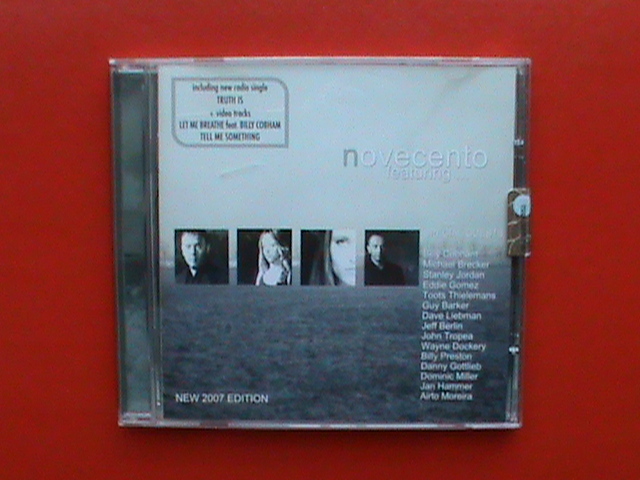 including new radio single
TRUTH IS
+ video tracks
LET ME BREATHE feat. BILLY COBHAM
TELL ME SOMETHING
novecento
featuring ...
Billy Cobham
Michael Brecker
Stanley Jordan
Eddie Gomez
Toots Thielemans
Guy Barker
Dave Liebman
Jeff Berlin
John Tropea
Wayne Dockery
Billy Preston
Danny Gottlieb
Dominic Miller
Jan Hammer
Airto Moreira
NEW 2007 EDITION